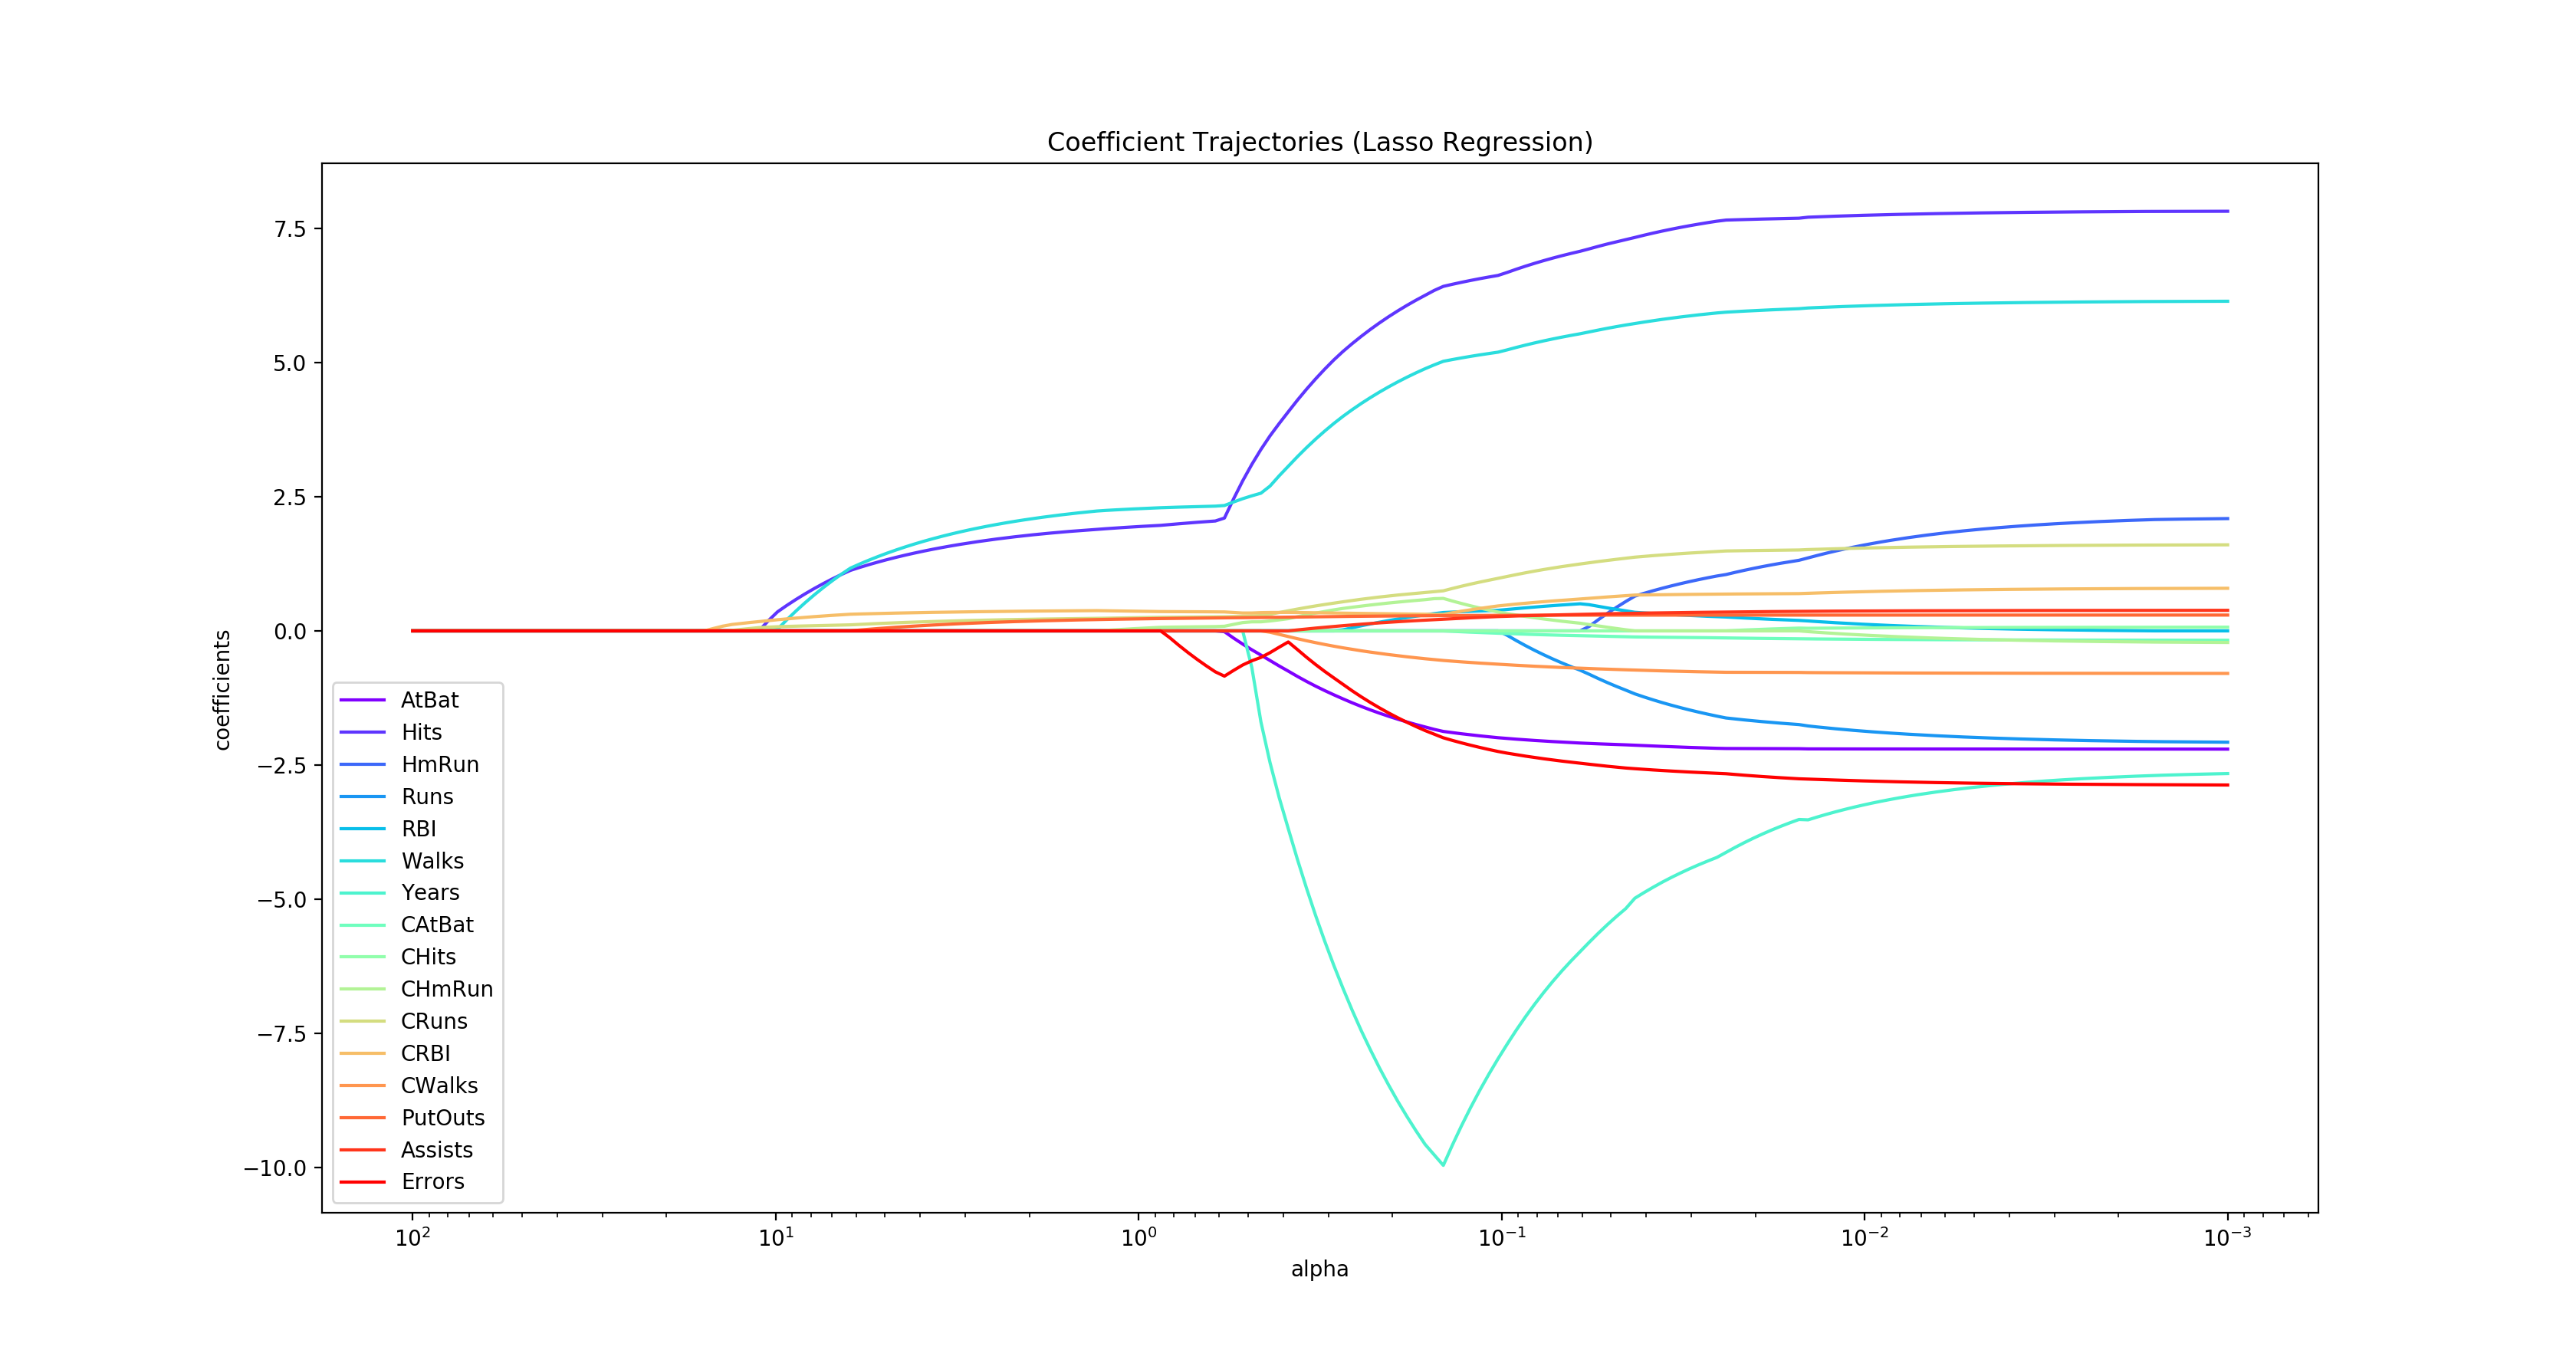 Coefficient Trajectories (Lasso Regression)
7.5
5.0
2.5
0.0
−2.5
−5.0
−7.5
−10.0
coefficients
AtBat
Hits
HmRun
Runs
RBI
Walks
Years
CAtBat
CHits
CHmRun
CRuns
CRBI
CWalks
PutOuts
Assists
Errors
10² 10¹ 10⁰ 10⁻¹ 10⁻² 10⁻³
alpha